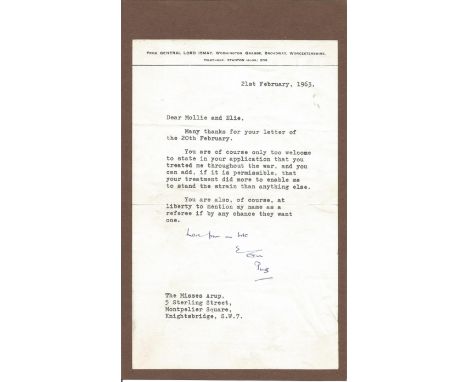 FROM GENERAL LORD ISMAY, WORMINGTON GRANGE, BROADWAY, WORCESTERSHIRE.
21st February, 1963.
Dear Mollie and Elie,
Many thanks for your letter of
the 20th February.
You are of course only too welcome
to state in your application that you
treated me throughout the war, and you
can add, if it is permissible, that
your treatment did more to enable me
to stand the strain than anything else.
You are also, of course, at
liberty to mention my name as a
referee if by any chance they want
one.
Love from us both
The Misses Arup,
5 Sterling Street,
Montpelier Square,
Knightsbridge, S.W.7.